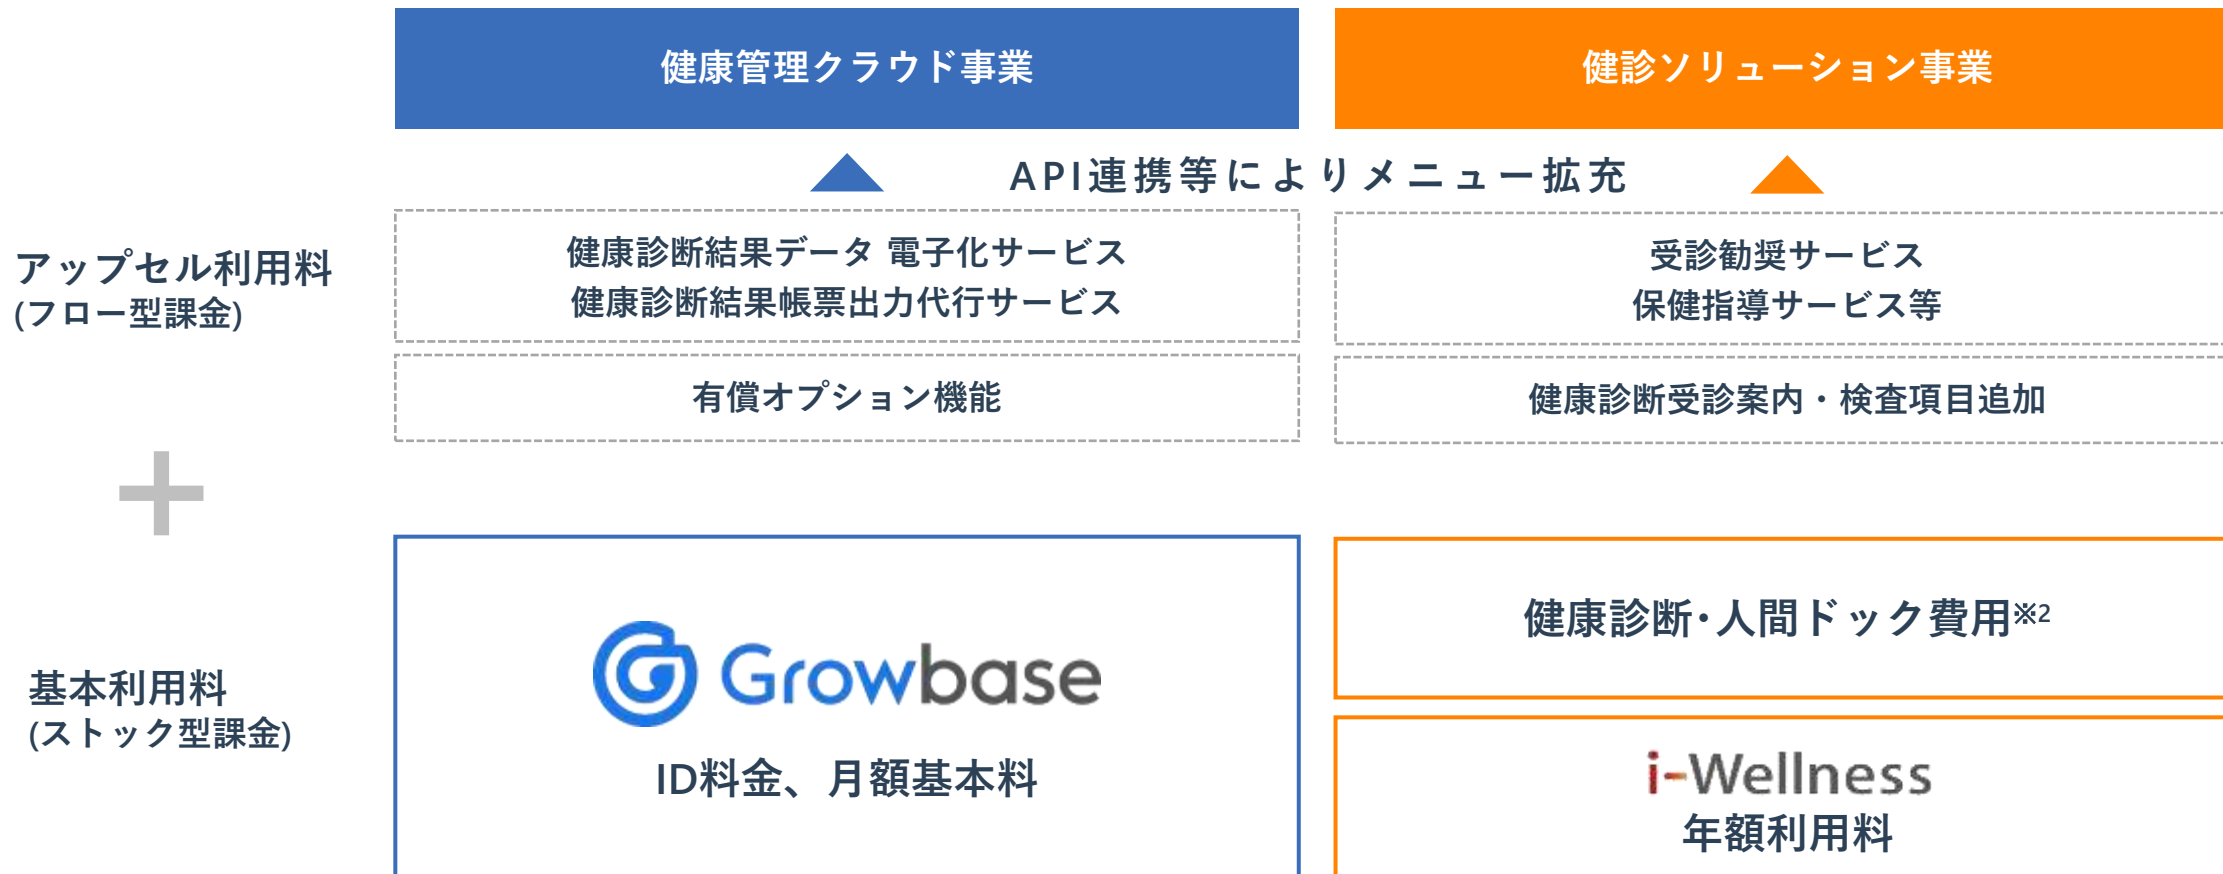 健康管理クラウド事業
健診ソリューション事業
API連携等によりメニュー拡充
アップセル利用料
(フロー型課金)
健康診断結果データ 電子化サービス
健康診断結果帳票出力代行サービス
有償オプション機能
受診勧奨サービス
保健指導サービス等
健康診断受診案内・検査項目追加
基本利用料
(ストック型課金)
Growbase
ID料金、月額基本料
健康診断･人間ドック費用※2
i-Wellness
年額利用料